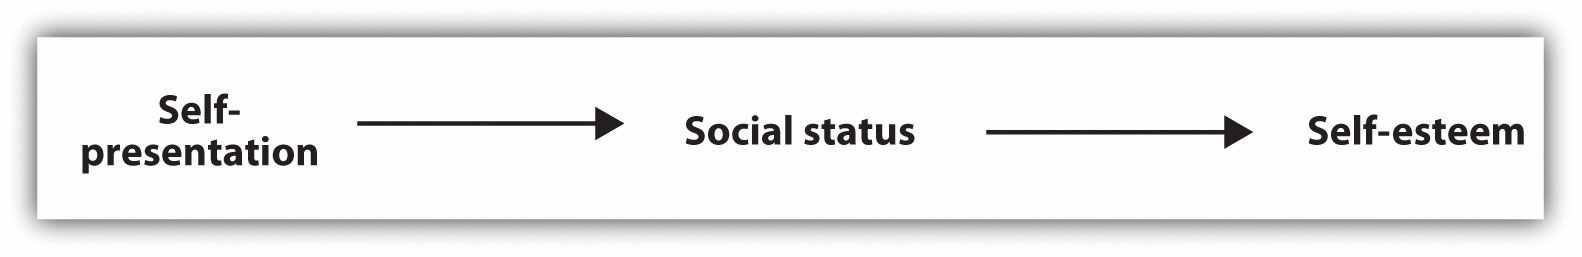 Self-
presentation
Social status
Self-esteem